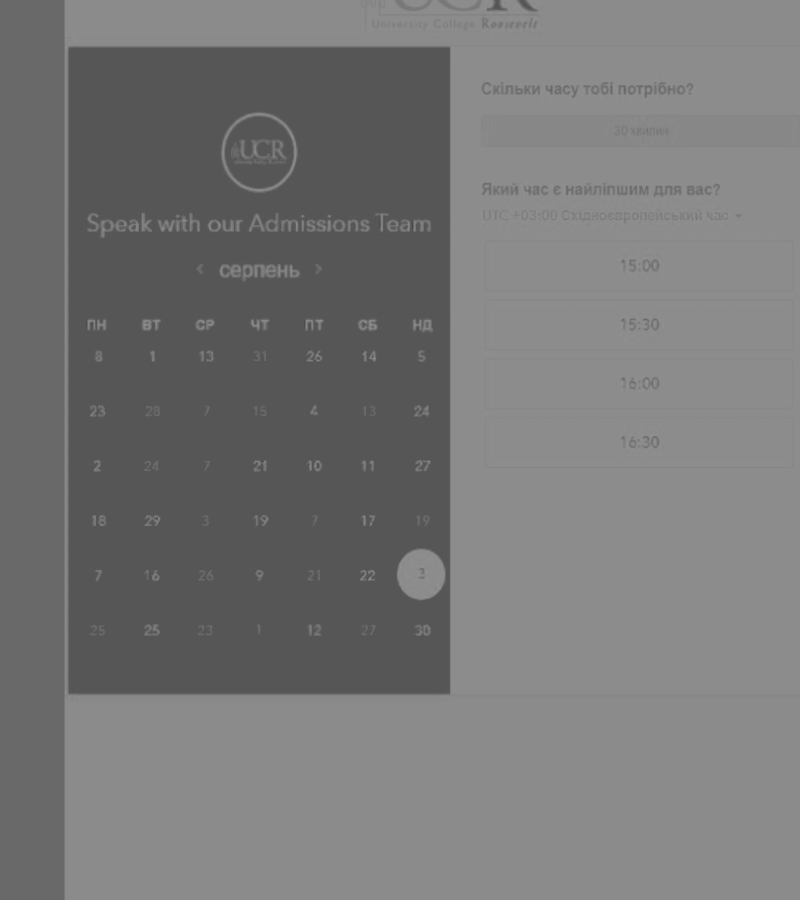 UCR
University College Roosevelt
UCR
Speak with our Admissions Team
< серпень >
ПН ВТ СР ЧТ ПТ СБ НД
8 1 13 31 26 14 5
23 28 7 15 4 13 24
2 24 7 21 10 11 27
18 29 3 19 7 17 19
7 16 26 9 21 22 3
25 25 23 1 12 27 30
Скільки часу тобі потрібно?
30 хвилин
Який час є найліпшим для вас?
UTC +03:00 Східноєвропейський час
15:00
15:30
16:00
16:30